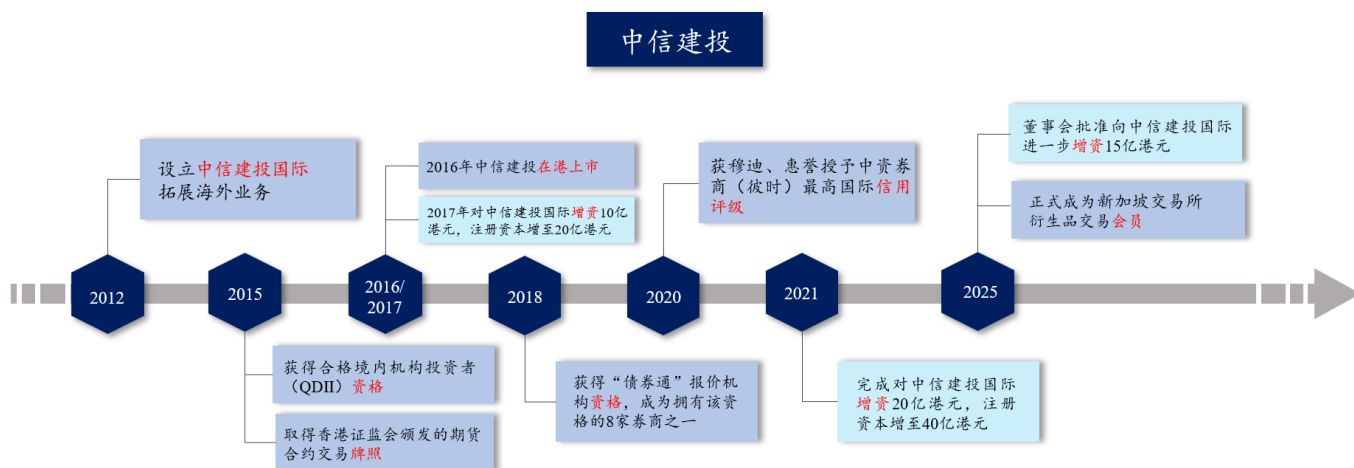 中信建投
设立中信建投国际
拓展海外业务
2016年中信建投在港上市
2017年对中信建投国际增资10亿
港元，注册资本增至20亿港元
获穆迪、惠誉授予中资券
商（彼时）最高国际信用
评级
董事会批准向中信建投国际
进一步增资15亿港元
正式成为新加坡交易所
衍生品交易会员
2012
2015
2016/
2017
2018
2020
2021
2025
获得合格境内机构投资者
（QDII）资格
取得香港证监会颁发的期货
合约交易牌照
获得“债券通”报价机
构资格，成为拥有该资
格的8家券商之一
完成对中信建投国际
增资20亿港元，注册
资本增至40亿港元